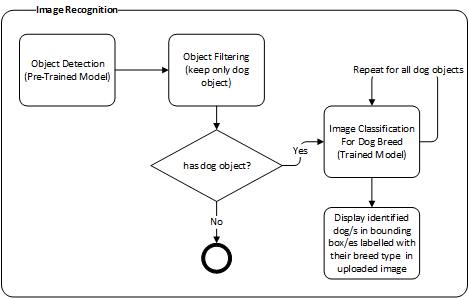 Image Recognition
Object Detection
(Pre-Trained Model)
Object Filtering
(keep only dog
object)
Repeat for all dog objects
Image Classification
For Dog Breed
(Trained Model)
has dog object?
Yes
No
Display identified
dog/s in bounding
box/es labelled with
their breed type in
uploaded image